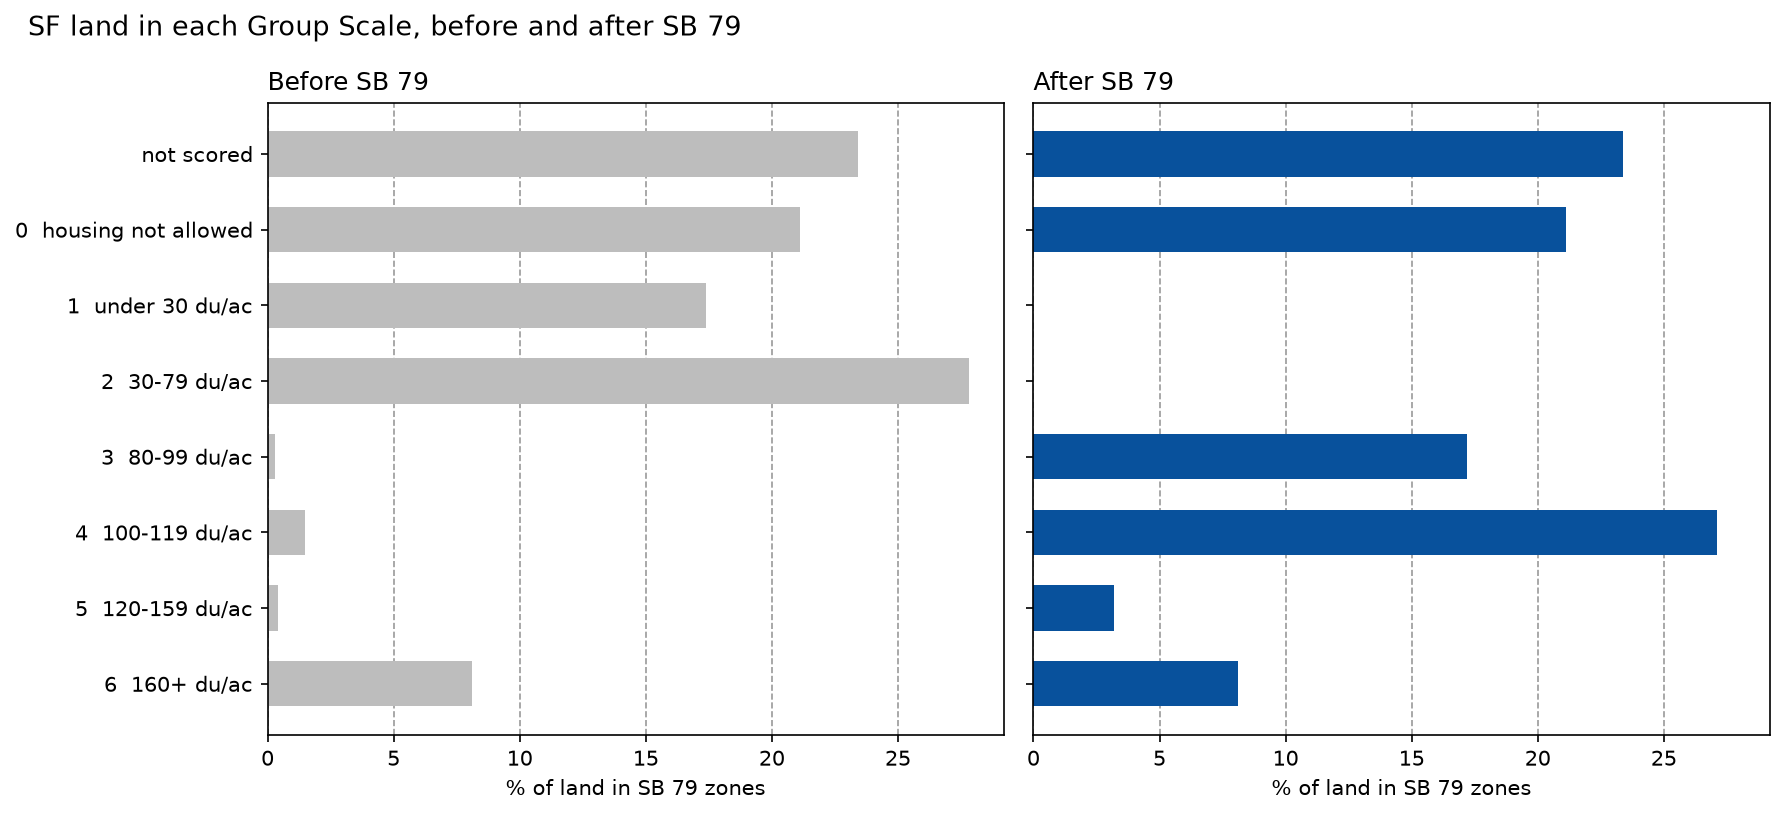 SF land in each Group Scale, before and after SB 79
Before SB 79
After SB 79
not scored
0 housing not allowed
1 under 30 du/ac
2 30-79 du/ac
3 80-99 du/ac
4 100-119 du/ac
5 120-159 du/ac
6 160+ du/ac
0 5 10 15 20 25
0 5 10 15 20 25
% of land in SB 79 zones
% of land in SB 79 zones